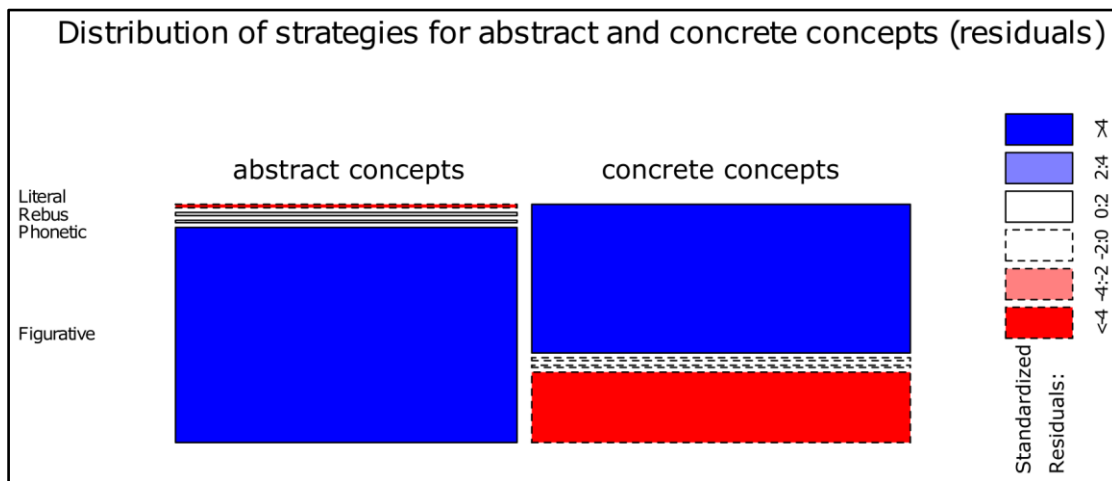 Distribution of strategies for abstract and concrete concepts (residuals)
abstract concepts
concrete concepts
Literal
Rebus
Phonetic
Figurative
>4
2:4
0:2
-2:0
-4:-2
<-4
Standardized
Residuals: